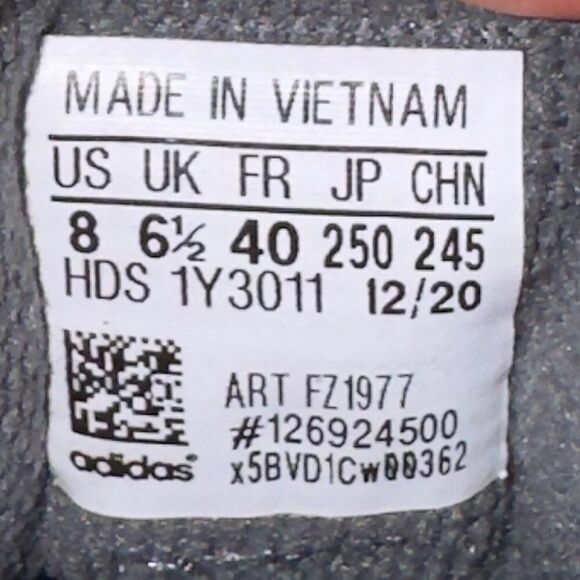 MADE IN VIETNAM
US UK FR JP CHN
8 6½ 40 250 245
HDS 1Y3011 12/20
ART FZ1977
#126924500
adidas® x5BVD1Cw00362